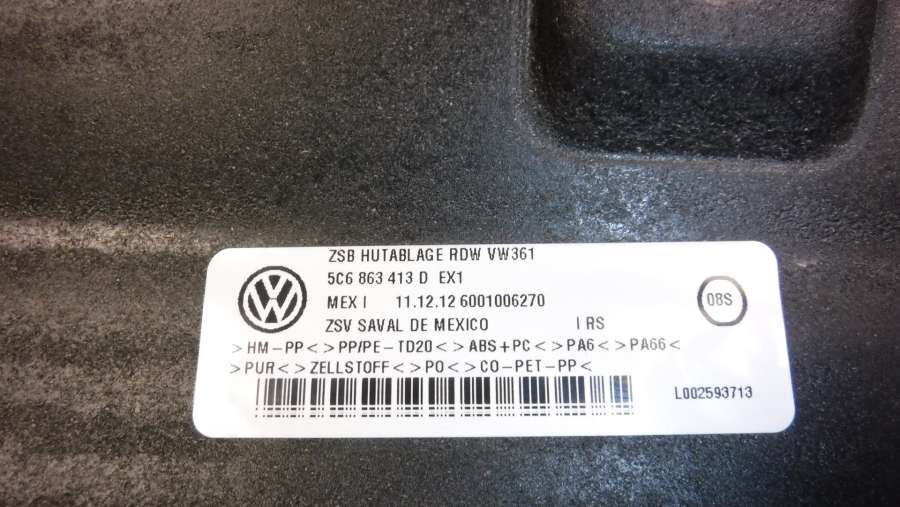 ZSB HUTABLAGE RDW VW361
5C6 863 413 D EX1
MEX I 11.12.12 6001006270
08S
ZSV SAVAL DE MEXICO I RS
>HM-PP<>PP/PE-TD20<>ABS+PC<>PA6<>PA66<
>PUR<>ZELLSTOFF<>PO<>CO-PET-PP<
L002593713